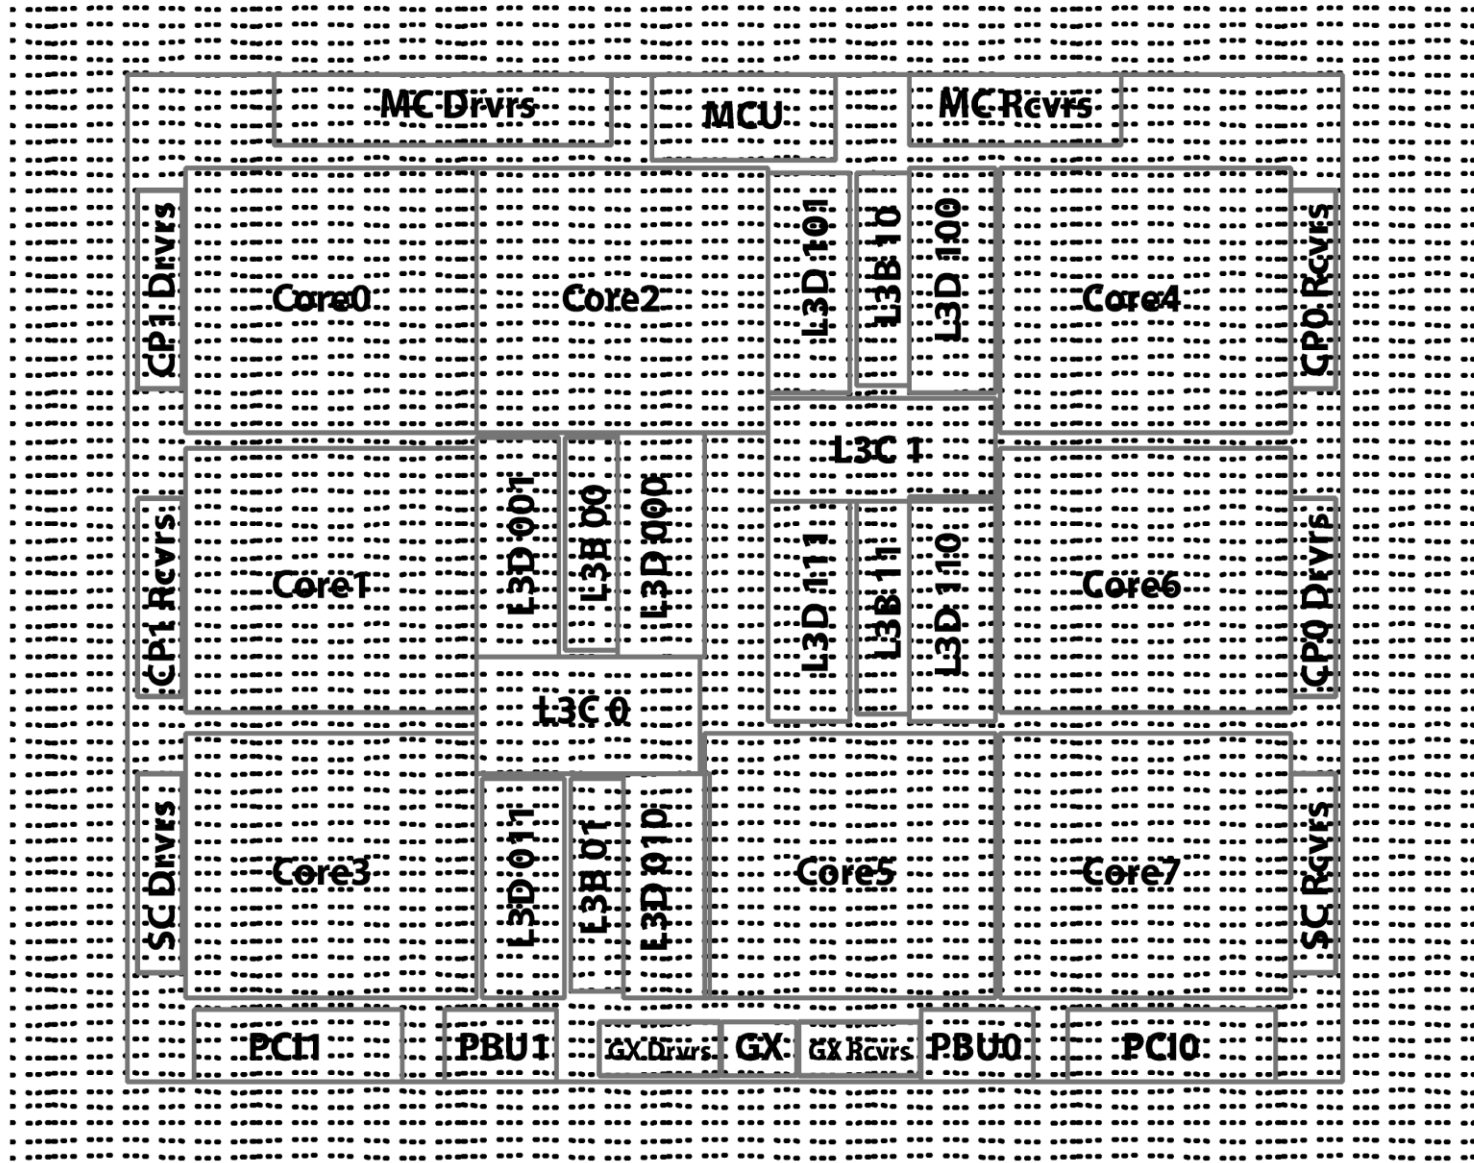 MC Drvrs
MCU
MC Rcvrs
CP1 Drvrs
Core0
Core2
L3D 101
L3B 10
L3D 100
Core4
CP0 Rcvrs
L3C 1
CP1 Rcvrs
Core1
L3D 001
L3B 00
L3D 000
L3D 111
L3B 11
L3D 110
Core6
CP0 Drvrs
L3C 0
SC Drvrs
Core3
L3D 011
L3B 01
L3D 010
Core5
Core7
SC Rcvrs
PCI1
PBU1
GX Drvrs
GX
GX Rcvrs
PBU0
PCI0